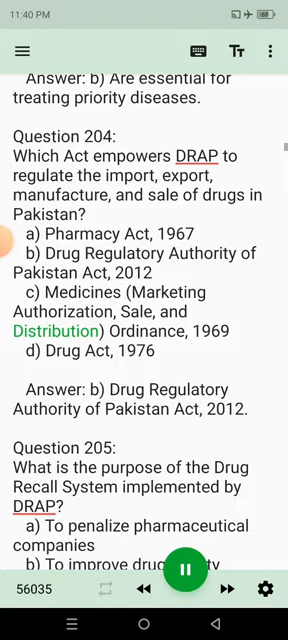 11:40 PM
68
Answer: b) Are essential for
treating priority diseases.
Question 204:
Which Act empowers DRAP to
regulate the import, export,
manufacture, and sale of drugs in
Pakistan?
a) Pharmacy Act, 1967
b) Drug Regulatory Authority of
Pakistan Act, 2012
c) Medicines (Marketing
Authorization, Sale, and
Distribution) Ordinance, 1969
d) Drug Act, 1976
Answer: b) Drug Regulatory
Authority of Pakistan Act, 2012.
Question 205:
What is the purpose of the Drug
Recall System implemented by
DRAP?
a) To penalize pharmaceutical
companies
b) To improve
56035